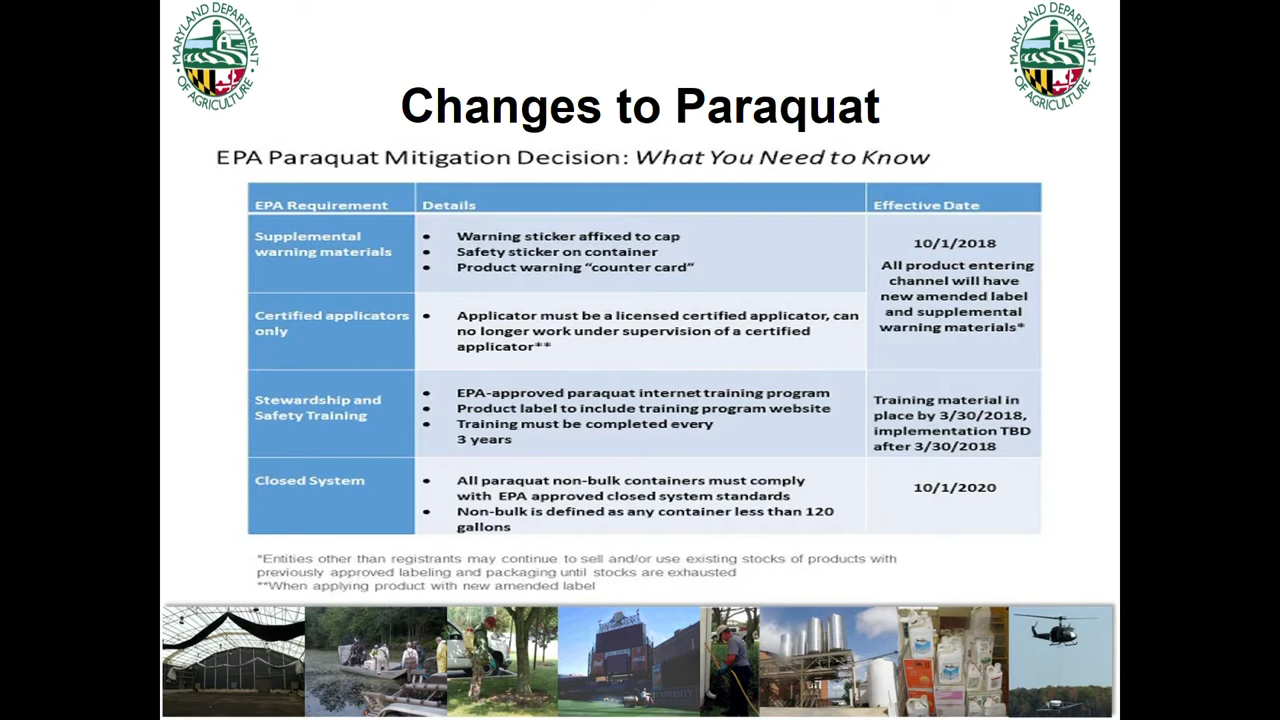 MARYLAND DEPARTMENT
OF AGRICULTURE
MARYLAND DEPARTMENT
OF AGRICULTURE
Changes to Paraquat
EPA Paraquat Mitigation Decision: What You Need to Know
EPA Requirement
Details
Effective Date
Supplemental
warning materials
• Warning sticker affixed to cap
• Safety sticker on container
• Product warning “counter card”
10/1/2018
All product entering
channel will have
new amended label
and supplemental
warning materials*
Certified applicators
only
• Applicator must be a licensed certified applicator, can
no longer work under supervision of a certified
applicator**
Stewardship and
Safety Training
• EPA-approved paraquat internet training program
• Product label to include training program website
• Training must be completed every
3 years
Training material in
place by 3/30/2018,
implementation TBD
after 3/30/2018
Closed System
• All paraquat non-bulk containers must comply
with EPA approved closed system standards
• Non-bulk is defined as any container less than 120
gallons
10/1/2020
*Entities other than registrants may continue to sell and/or use existing stocks of products with
previously approved labeling and packaging until stocks are exhausted
**When applying product with new amended label